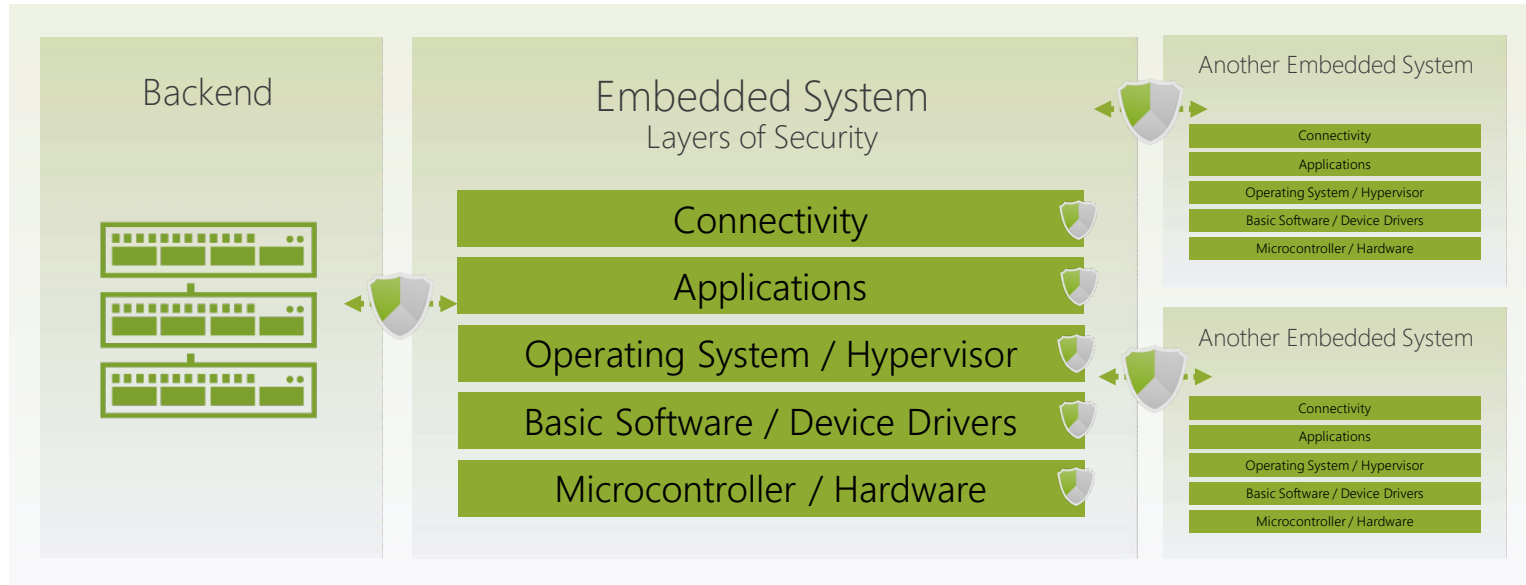 Backend
Embedded System
Layers of Security
Connectivity
Applications
Operating System / Hypervisor
Basic Software / Device Drivers
Microcontroller / Hardware
Another Embedded System
Connectivity
Applications
Operating System / Hypervisor
Basic Software / Device Drivers
Microcontroller / Hardware
Another Embedded System
Connectivity
Applications
Operating System / Hypervisor
Basic Software / Device Drivers
Microcontroller / Hardware